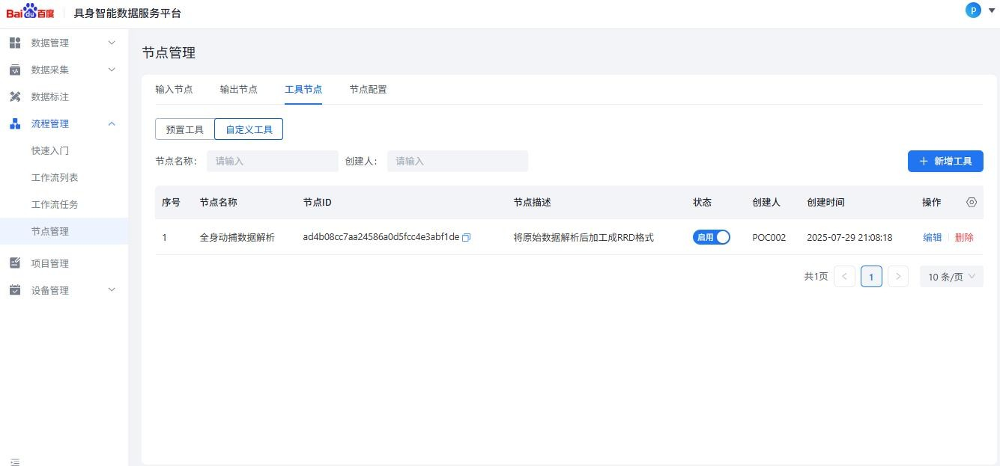 Bai du 百度 具身智能数据服务平台 P
数据管理
数据采集
数据标注
流程管理
快速入门
工作流列表
工作流任务
节点管理
项目管理
设备管理
节点管理
输入节点 输出节点 工具节点 节点配置
预置工具 自定义工具
节点名称: 请输入 创建人: 请输入 新增工具
序号 节点名称 节点ID 节点描述 状态 创建人 创建时间 操作
1 全身动捕数据解析 ad4b08cc7aa24586a0d5fcc4e3abf1de 将原始数据解析后加工成RRD格式 启用 POC002 2025-07-29 21:08:18 编辑 删除
共1页 < 1 > 10 条/页